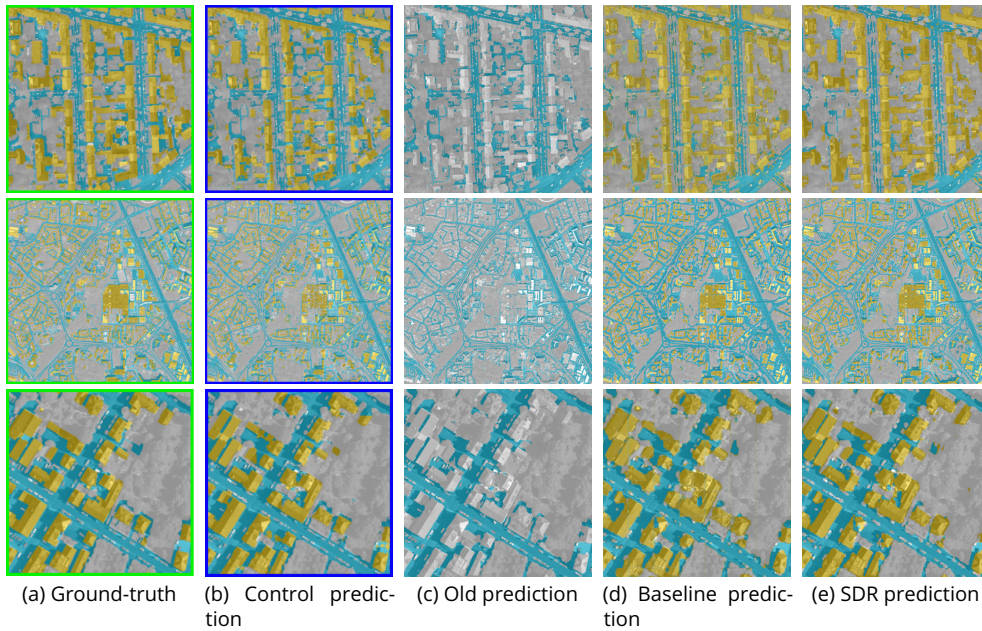 (a) Ground-truth
(b) Control predic-
tion
(c) Old prediction
(d) Baseline predic-
tion
(e) SDR prediction